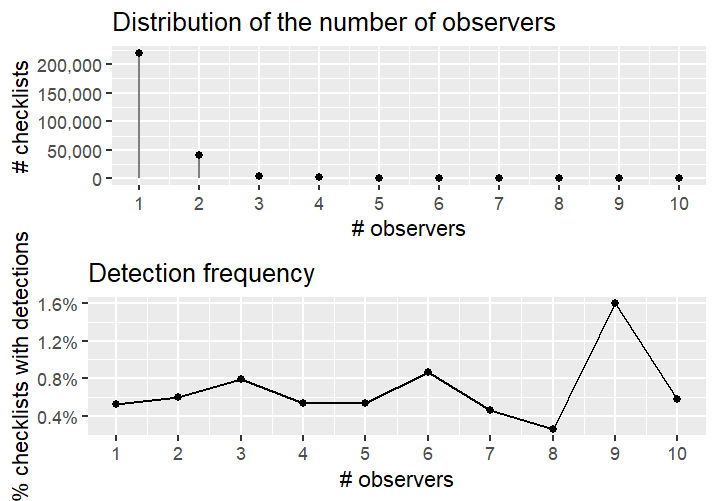 Distribution of the number of observers
# checklists
200,000
150,000
100,000
50,000
0
1 2 3 4 5 6 7 8 9 10
# observers
Detection frequency
% checklists with detections
1.6%
1.2%
0.8%
0.4%
1 2 3 4 5 6 7 8 9 10
# observers